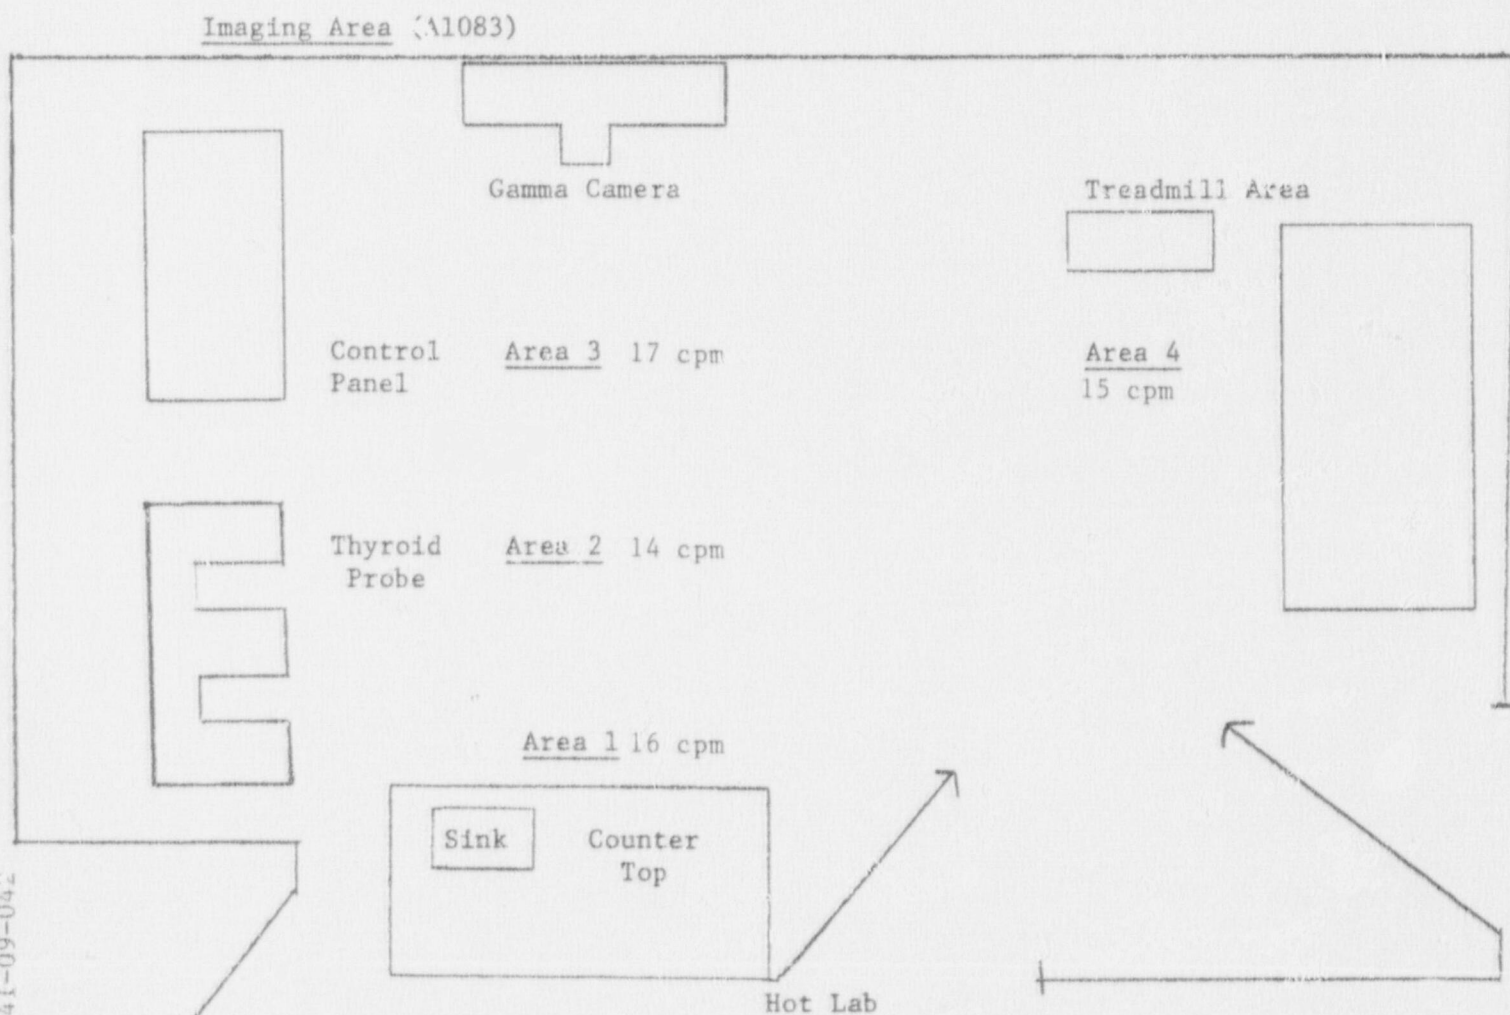 Imaging Area (A1083)
Gamma Camera
Treadmill Area
Control
Panel
Area 3 17 cpm
Area 4
15 cpm
Thyroid
Probe
Area 2 14 cpm
Area 1 16 cpm
Sink
Counter
Top
Hot Lab